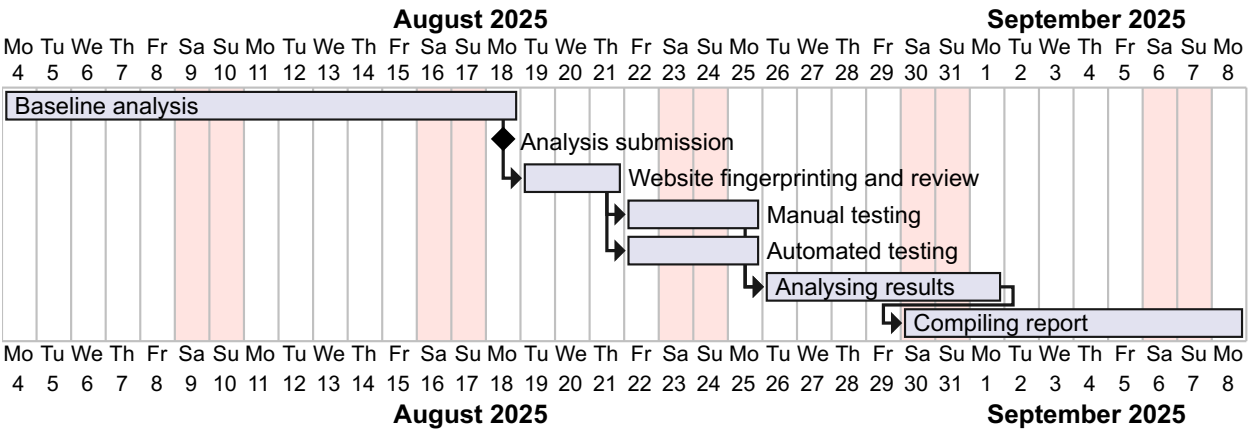 August 2025 September 2025
Mo Tu We Th Fr Sa Su Mo Tu We Th Fr Sa Su Mo Tu We Th Fr Sa Su Mo Tu We Th Fr Sa Su Mo Tu We Th Fr Sa Su Mo
4 5 6 7 8 9 10 11 12 13 14 15 16 17 18 19 20 21 22 23 24 25 26 27 28 29 30 31 1 2 3 4 5 6 7 8
Baseline analysis
Analysis submission
Website fingerprinting and review
Manual testing
Automated testing
Analysing results
Compiling report
Mo Tu We Th Fr Sa Su Mo Tu We Th Fr Sa Su Mo Tu We Th Fr Sa Su Mo Tu We Th Fr Sa Su Mo Tu We Th Fr Sa Su Mo
4 5 6 7 8 9 10 11 12 13 14 15 16 17 18 19 20 21 22 23 24 25 26 27 28 29 30 31 1 2 3 4 5 6 7 8
August 2025 September 2025